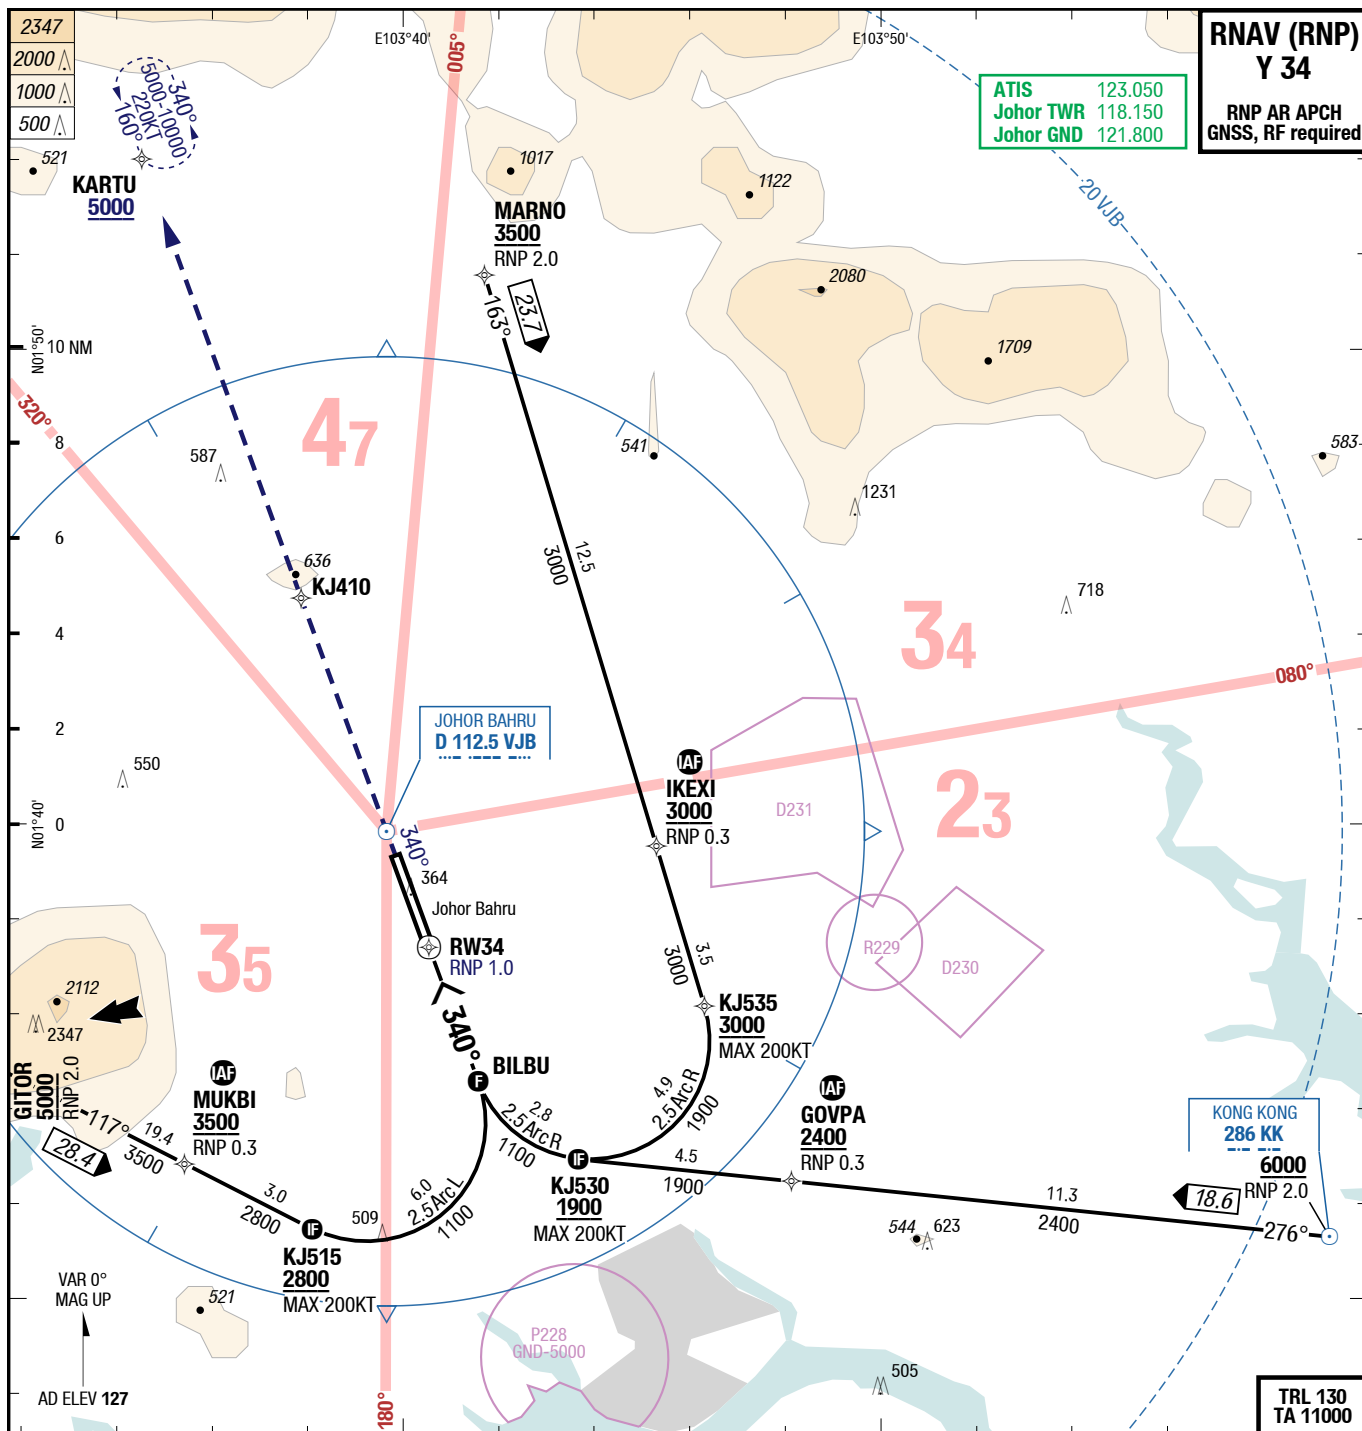 2347
2000
1000
500
E103°40'
E103°50'
RNAV (RNP)
Y 34
RNP AR APCH
GNSS, RF required
ATIS 123.050
Johor TWR 118.150
Johor GND 121.800
005°
340°
5000-10000
220KT
160°
521
KARTU
5000
1017
1122
20 VJB
MARNO
3500
RNP 2.0
163°
23.7
2080
1709
N01°50'
10 NM
320°
47
8
587
541
583
1231
6
12.5
3000
636
KJ410
718
4
34
080°
JOHOR BAHRU
D 112.5 VJB
2
550
IAF
IKEXI
3000
RNP 0.3
D231
23
N01°40'
0
340°
364
Johor Bahru
RW34
RNP 1.0
3.5
3000
R229
D230
35
2112
2347
KJ535
3000
MAX 200KT
340°
BILBU
F
GITOR
5000
RNP 2.0
IAF
MUKBI
3500
RNP 0.3
117°
28.4
19.4
3500
2.8
2.5 Arc R
1100
4.9
2.5 Arc R
1900
IAF
GOVPA
2400
RNP 0.3
KONG KONG
286 KK
6000
RNP 2.0
18.6
276°
11.3
2400
4.5
1900
IF
KJ530
1900
MAX 200KT
3.0
2800
6.0
2.5 Arc L
1100
509
IF
KJ515
2800
MAX 200KT
544
623
VAR 0°
MAG UP
521
P228
GND-5000
505
AD ELEV 127
180°
TRL 130
TA 11000